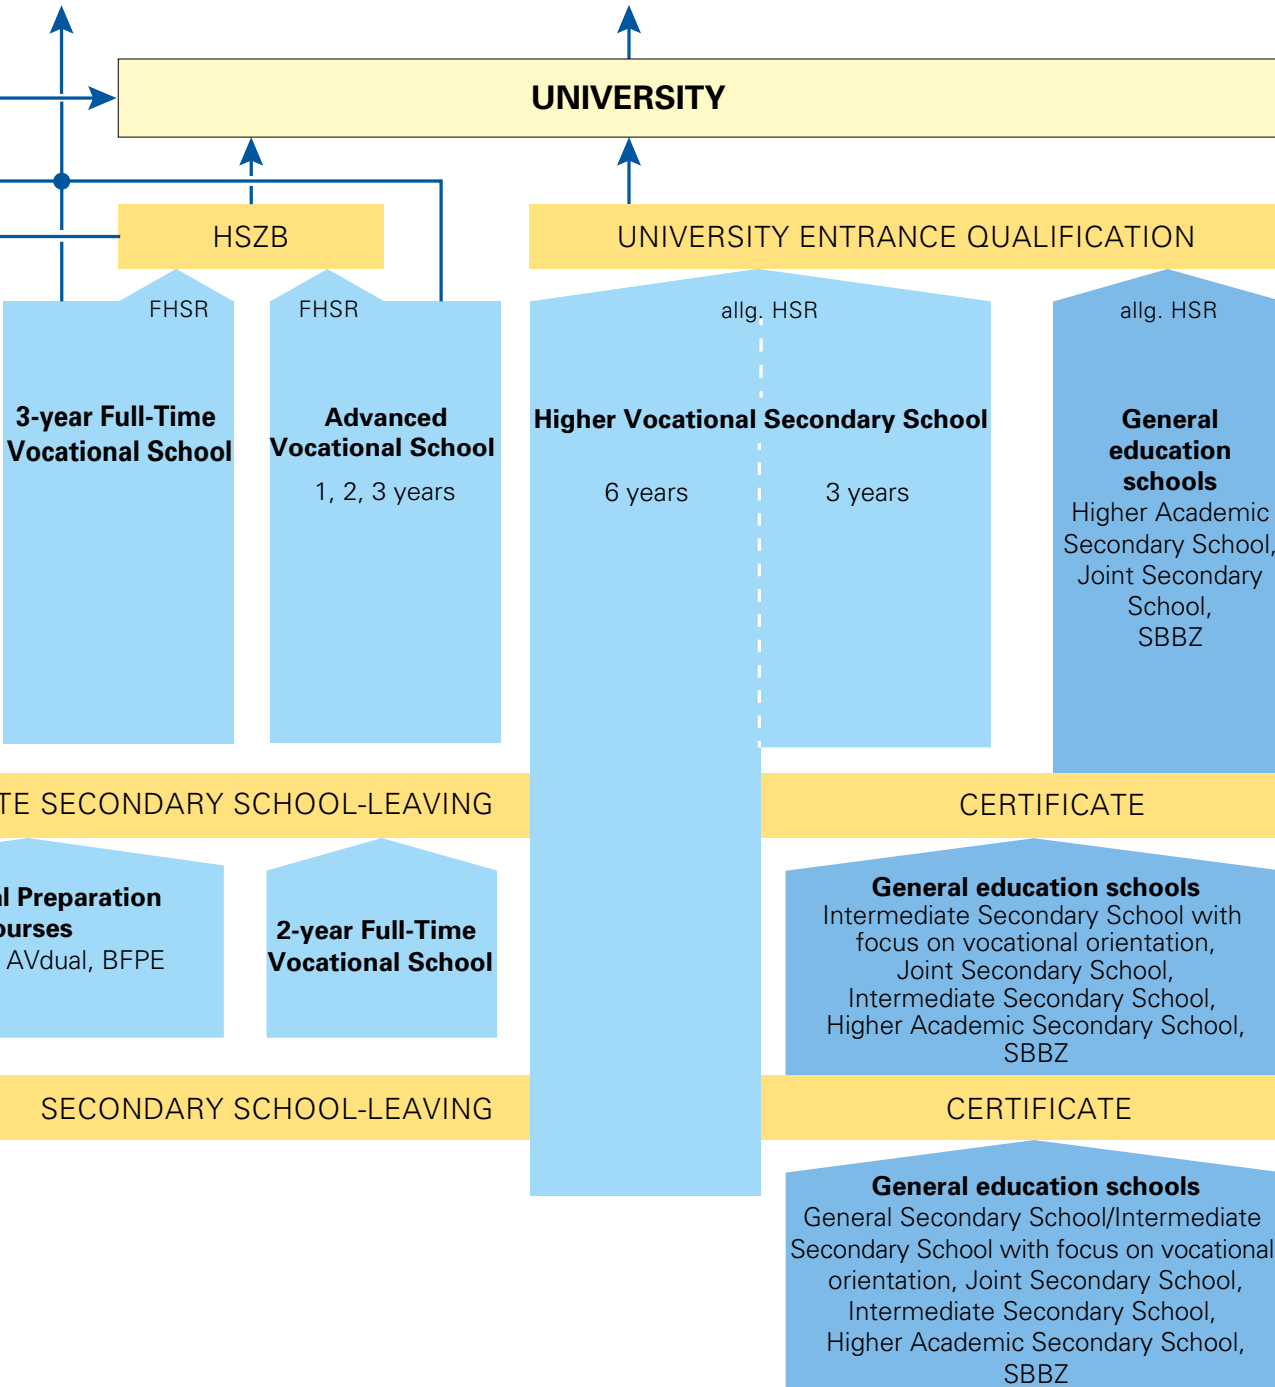 UNIVERSITY
HSZB
UNIVERSITY ENTRANCE QUALIFICATION
FHSR
FHSR
allg. HSR
allg. HSR
3-year Full-Time
Vocational School
Advanced
Vocational School
1, 2, 3 years
Higher Vocational Secondary School
6 years
3 years
General
education
schools
Higher Academic
Secondary School,
Joint Secondary
School,
SBBZ
TE SECONDARY SCHOOL-LEAVING
CERTIFICATE
l Preparation
ourses
AVdual, BFPE
2-year Full-Time
Vocational School
General education schools
Intermediate Secondary School with
focus on vocational orientation,
Joint Secondary School,
Intermediate Secondary School,
Higher Academic Secondary School,
SBBZ
SECONDARY SCHOOL-LEAVING
CERTIFICATE
General education schools
General Secondary School/Intermediate
Secondary School with focus on vocational
orientation, Joint Secondary School,
Intermediate Secondary School,
Higher Academic Secondary School,
SBBZ